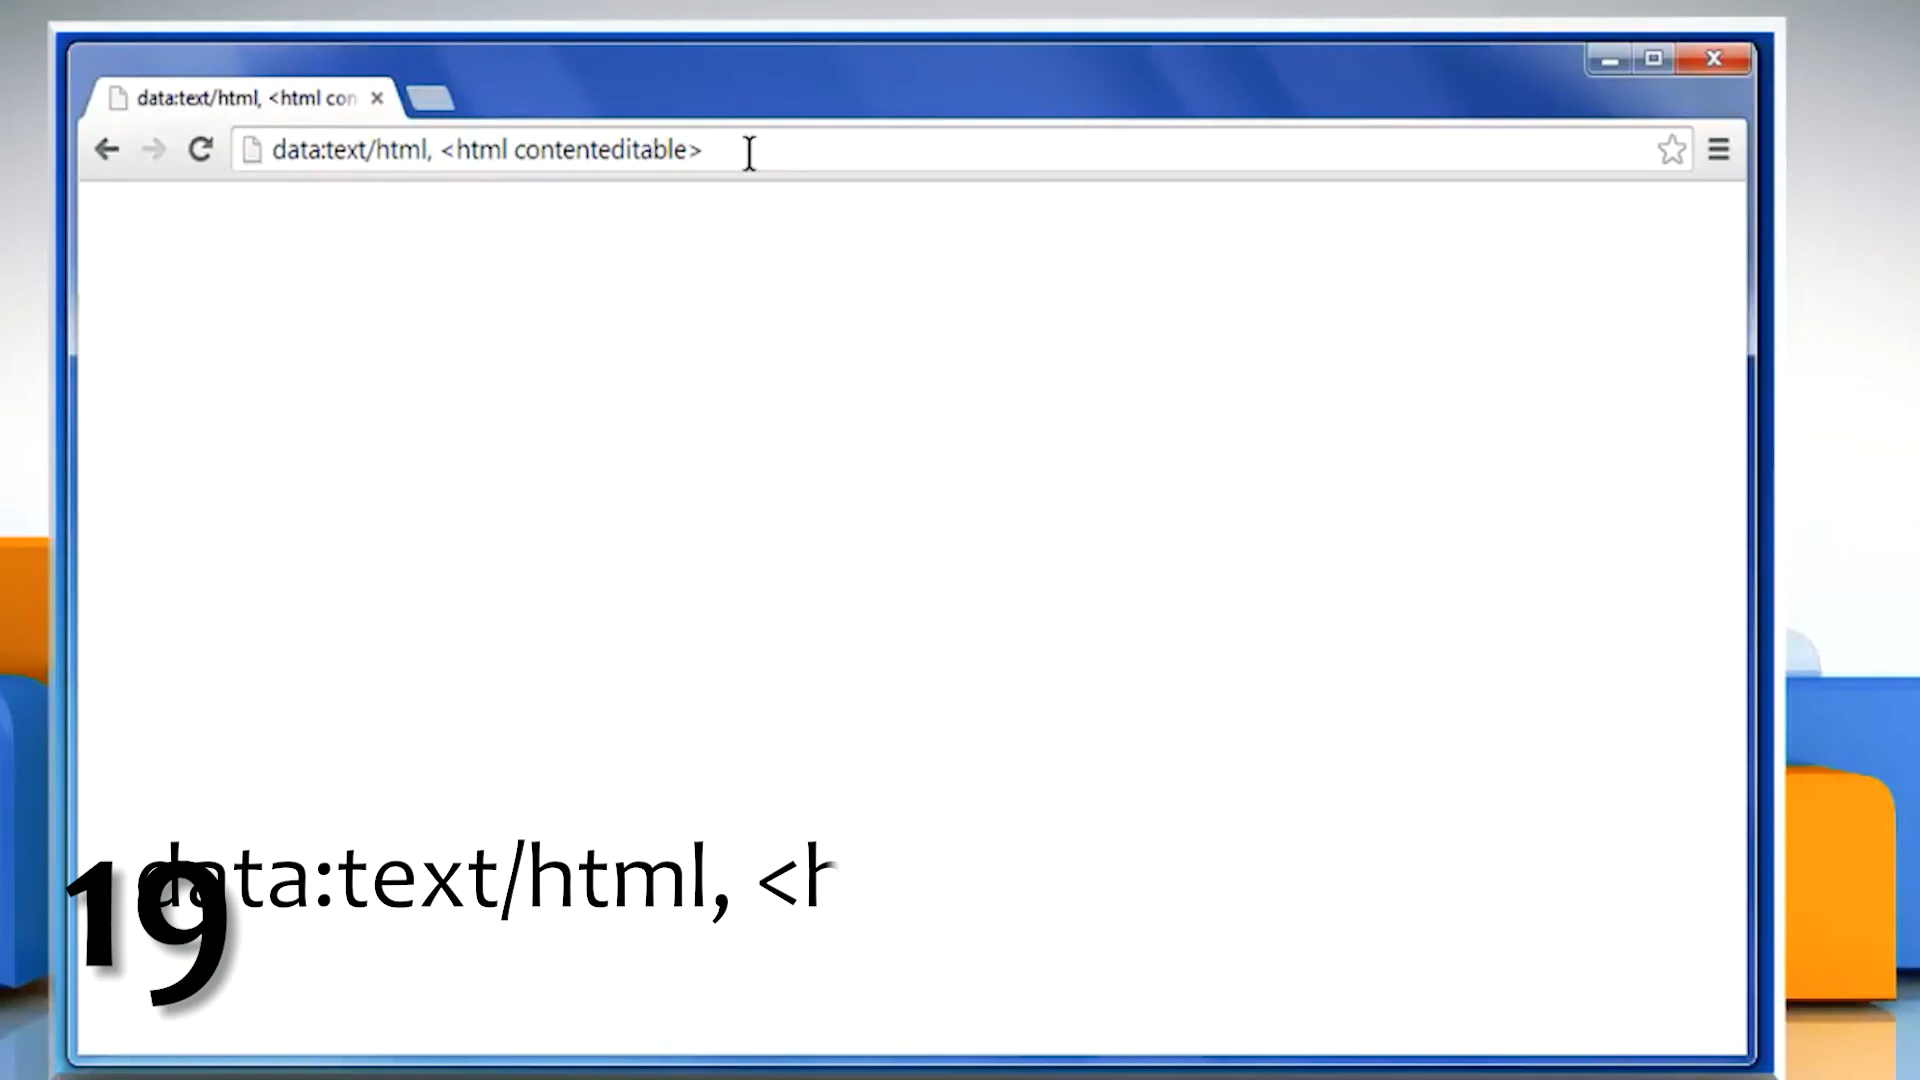 data:text/html, <html con
data:text/html, <html contenteditable>
data:text/html, <h
19